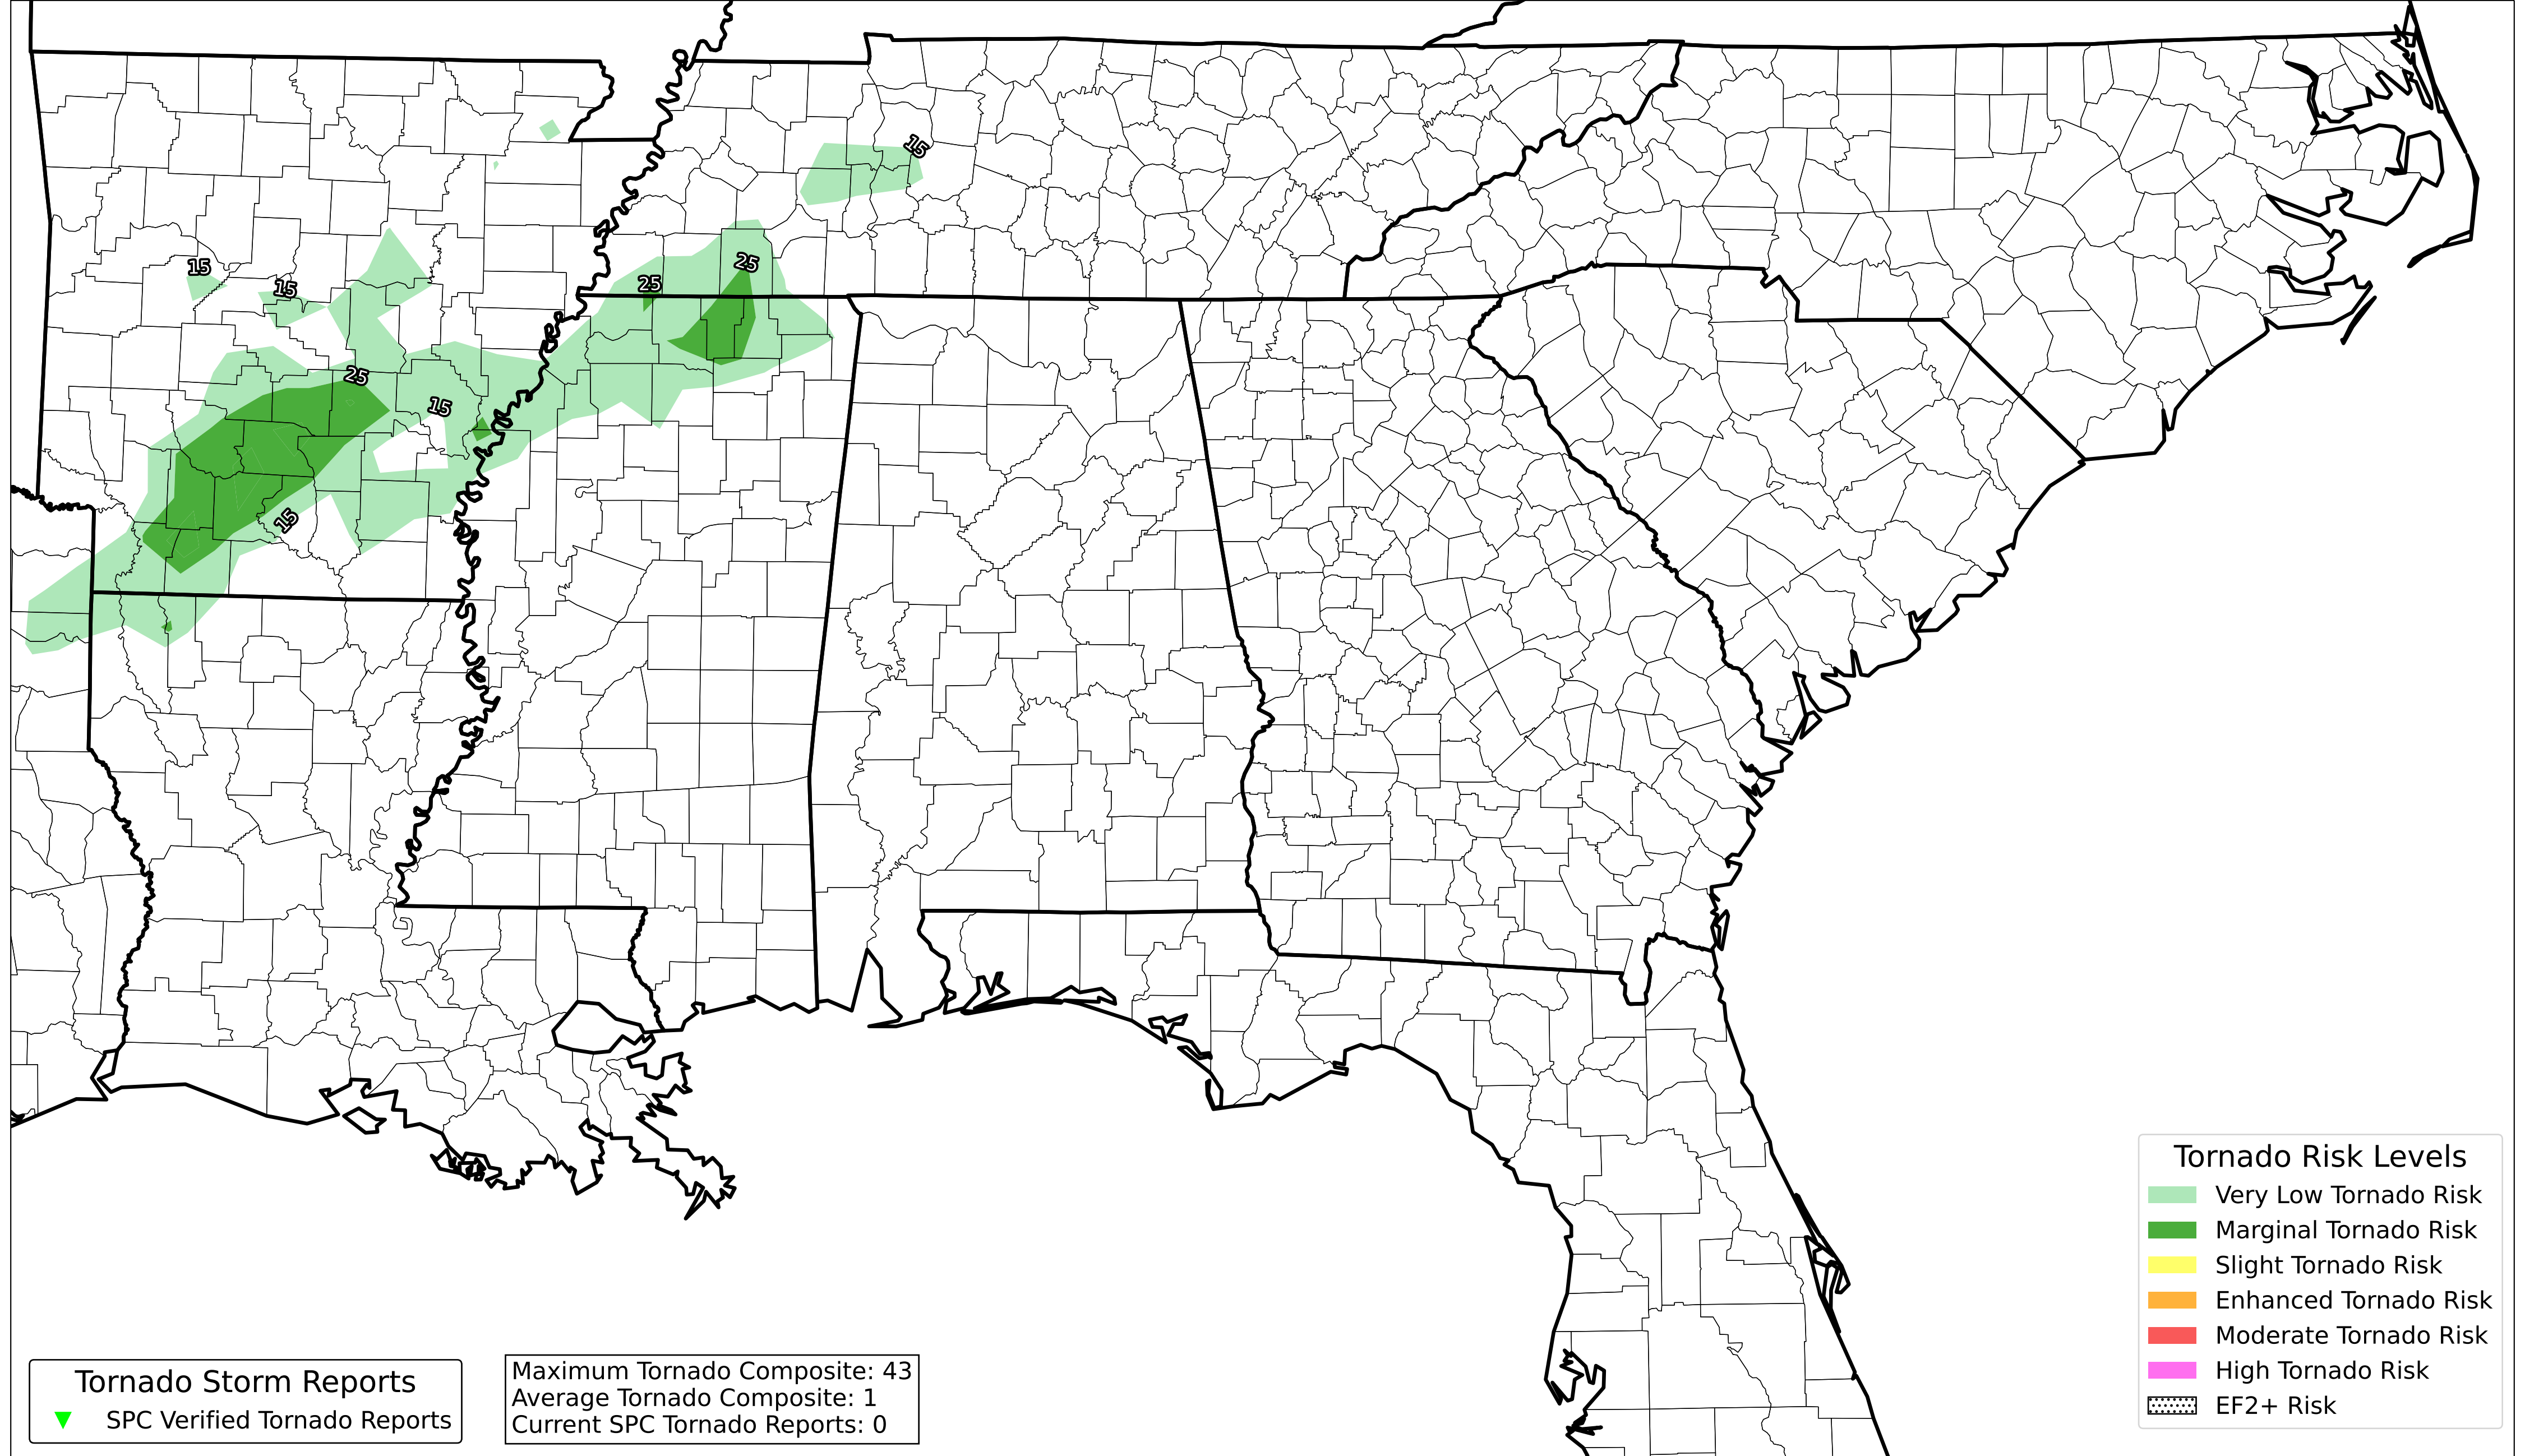 15
15
25
25
15
15
25
15
Tornado Risk Levels
Very Low Tornado Risk
Marginal Tornado Risk
Slight Tornado Risk
Enhanced Tornado Risk
Moderate Tornado Risk
High Tornado Risk
EF2+ Risk
Tornado Storm Reports
SPC Verified Tornado Reports
Maximum Tornado Composite: 43
Average Tornado Composite: 1
Current SPC Tornado Reports: 0